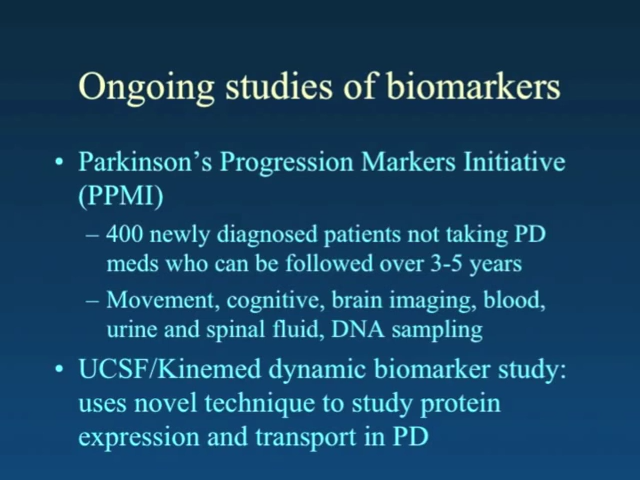 Ongoing studies of biomarkers
• Parkinson's Progression Markers Initiative
(PPMI)
– 400 newly diagnosed patients not taking PD
meds who can be followed over 3-5 years
– Movement, cognitive, brain imaging, blood,
urine and spinal fluid, DNA sampling
• UCSF/Kinemed dynamic biomarker study:
uses novel technique to study protein
expression and transport in PD